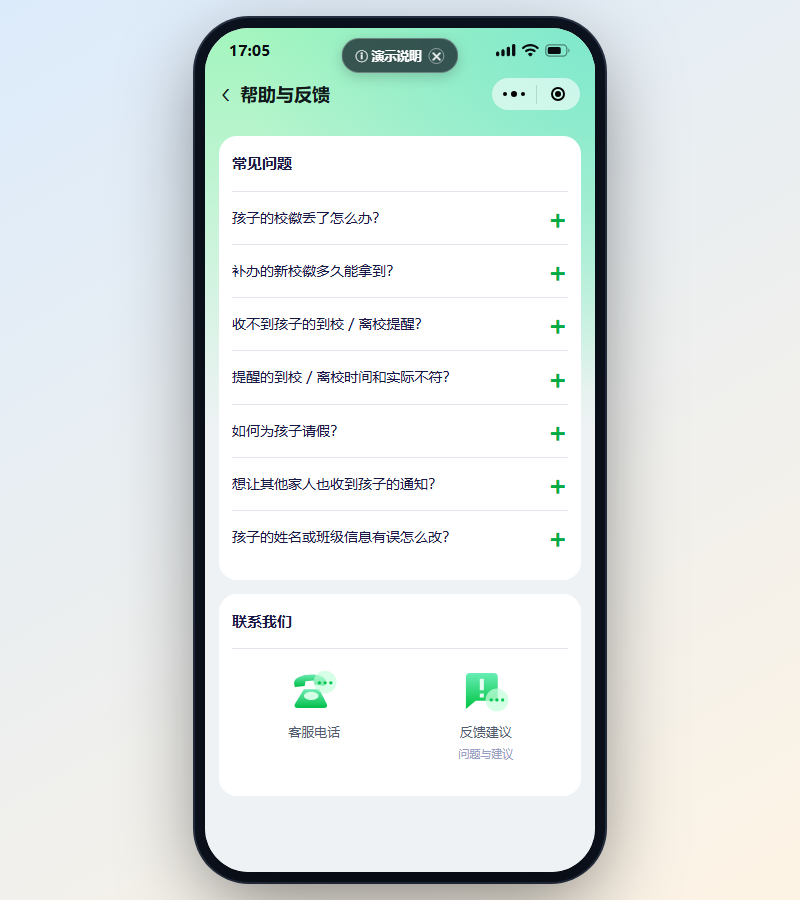 17:05
演示说明
帮助与反馈
常见问题
孩子的校徽丢了怎么办?
补办的新校徽多久能拿到?
收不到孩子的到校 / 离校提醒?
提醒的到校 / 离校时间和实际不符?
如何为孩子请假?
想让其他家人也收到孩子的通知?
孩子的姓名或班级信息有误怎么改?
联系我们
客服电话
反馈建议
问题与建议